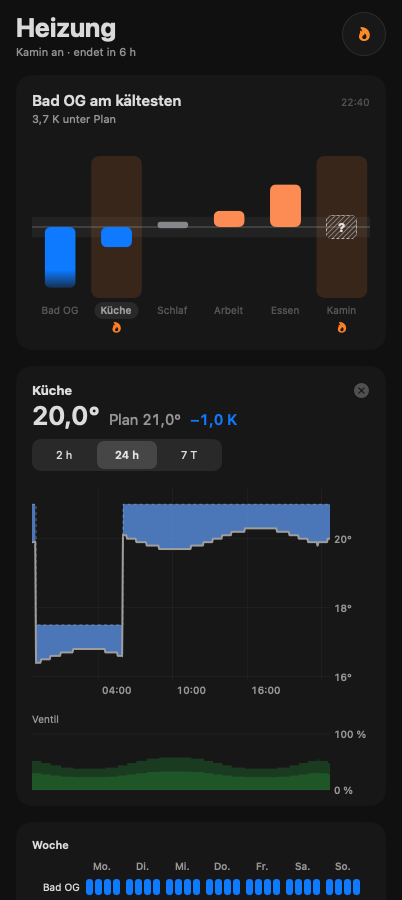 Heizung
Kamin an · endet in 6 h
Bad OG am kältesten
22:40
3,7 K unter Plan
?
Bad OG Küche Schlaf Arbeit Essen Kamin
Küche
20,0° Plan 21,0° −1,0 K
2 h 24 h 7 T
20°
18°
16°
04:00 10:00 16:00
Ventil
100 %
0 %
Woche
Mo. Di. Mi. Do. Fr. Sa. So.
Bad OG